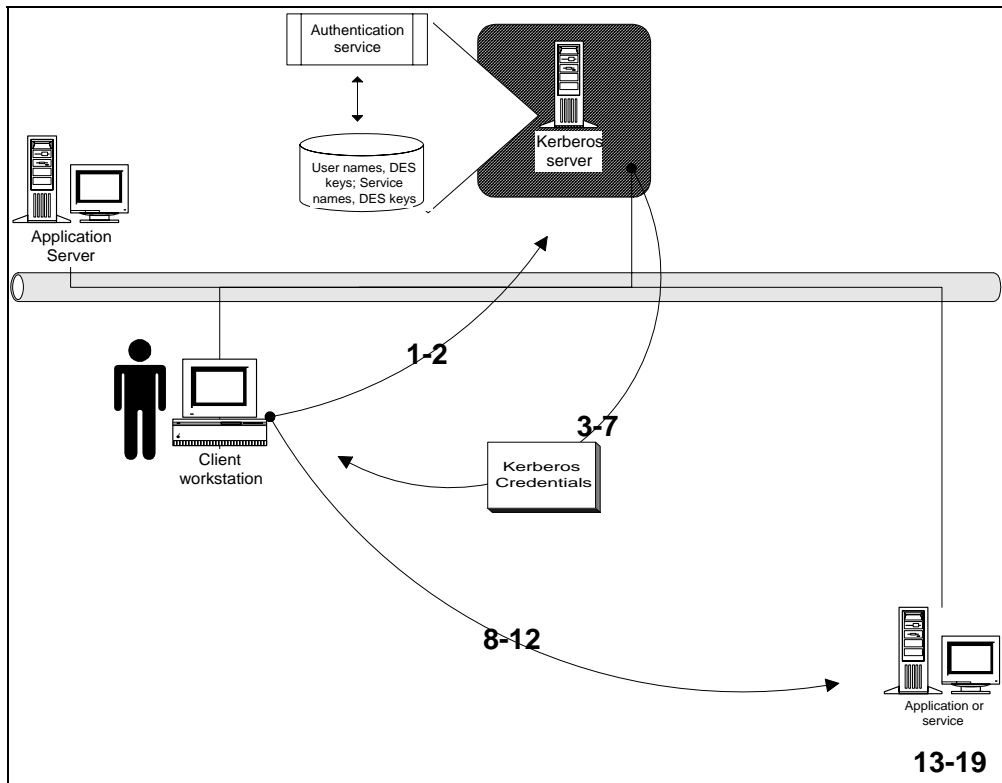 Authentication
service
Kerberos
server
User names, DES
keys; Service
names, DES keys
Application
Server
1-2
3-7
Client
workstation
Kerberos
Credentials
8-12
Application or
service
13-19